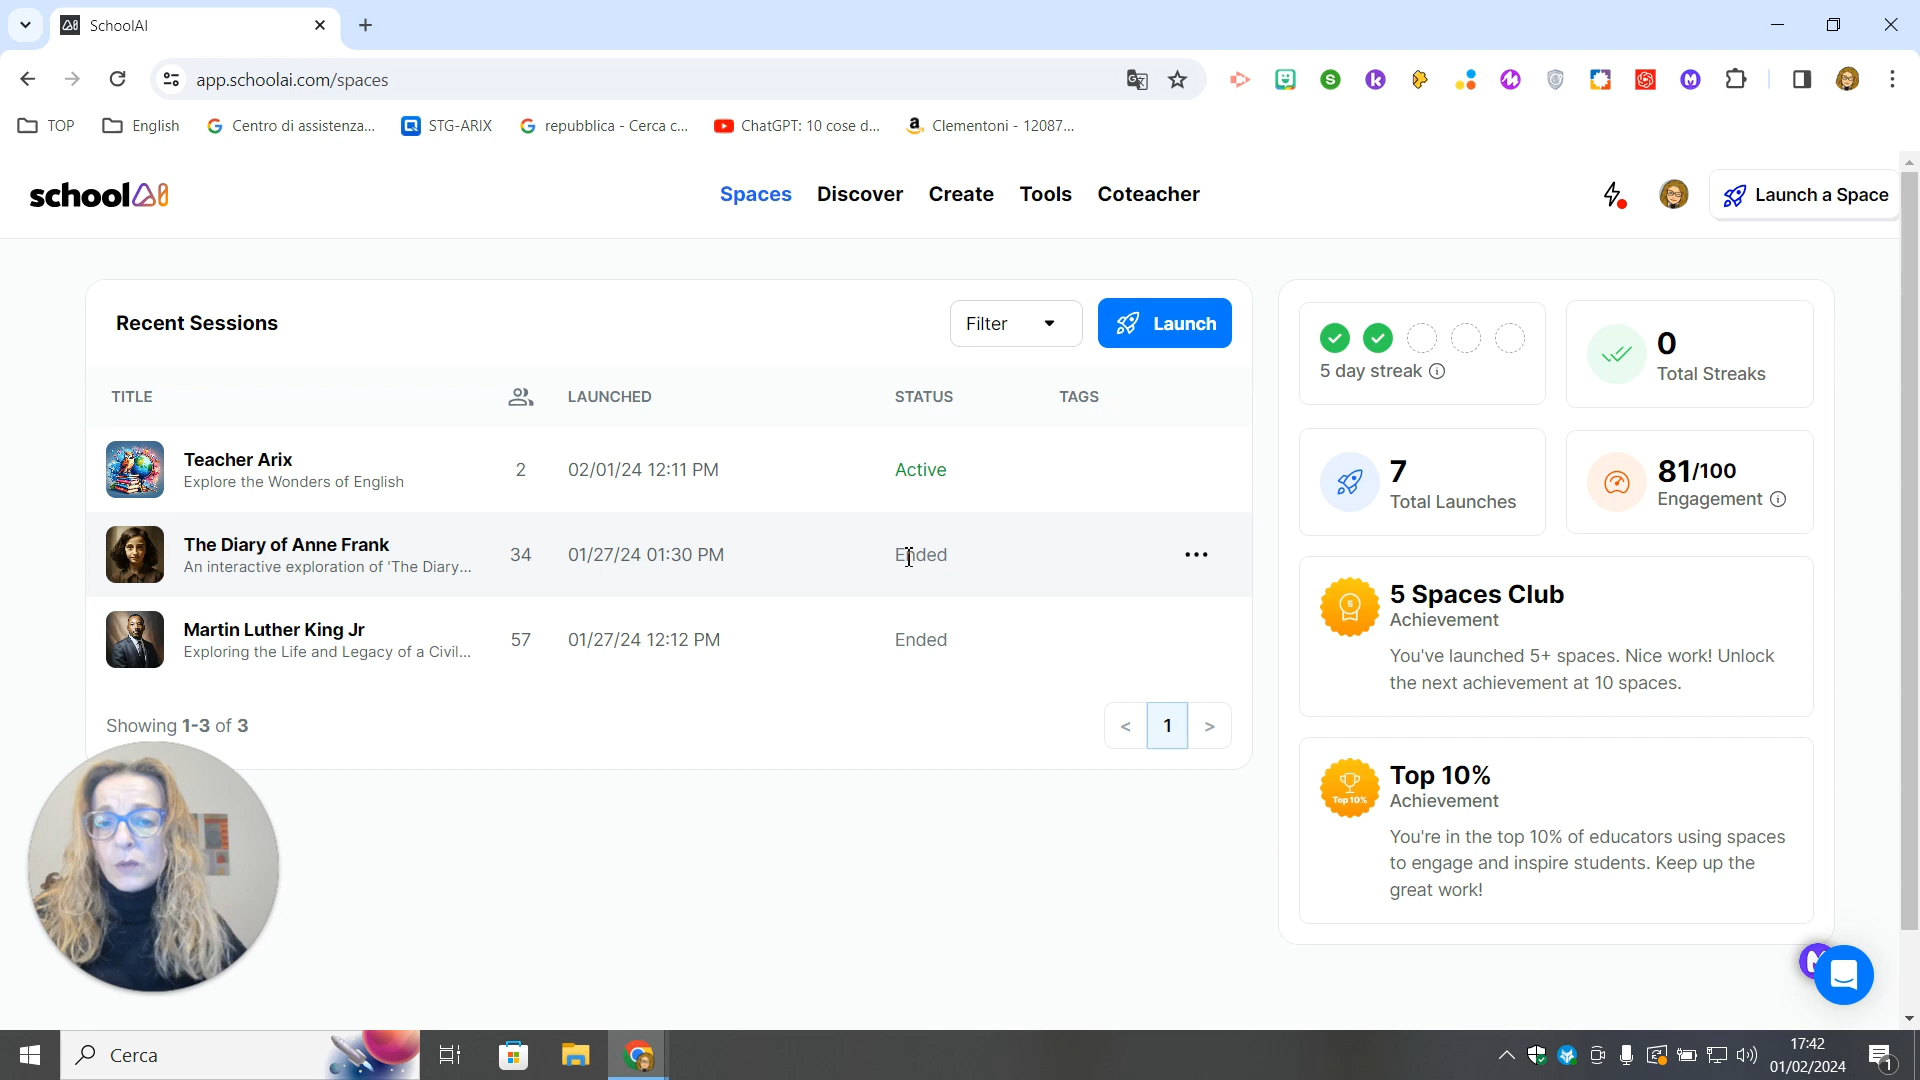 SchoolAI
app.schoolai.com/spaces
TOP English Centro di assistenza... STG-ARIX repubblica - Cerca c... ChatGPT: 10 cose d... Clementoni - 12087...
schoolAI Spaces Discover Create Tools Coteacher Launch a Space
Recent Sessions Filter Launch
TITLE LAUNCHED STATUS TAGS
Teacher Arix
Explore the Wonders of English
2 02/01/24 12:11 PM Active
The Diary of Anne Frank
An interactive exploration of 'The Diary...
34 01/27/24 01:30 PM Ended
Martin Luther King Jr
Exploring the Life and Legacy of a Civil...
57 01/27/24 12:12 PM Ended
Showing 1-3 of 3
< 1 >
5 day streak
0
Total Streaks
7
Total Launches
81/100
Engagement
5
5 Spaces Club
Achievement
You've launched 5+ spaces. Nice work! Unlock
the next achievement at 10 spaces.
Top 10%
Top 10%
Achievement
You're in the top 10% of educators using spaces
to engage and inspire students. Keep up the
great work!
Cerca
17:42
01/02/2024
1